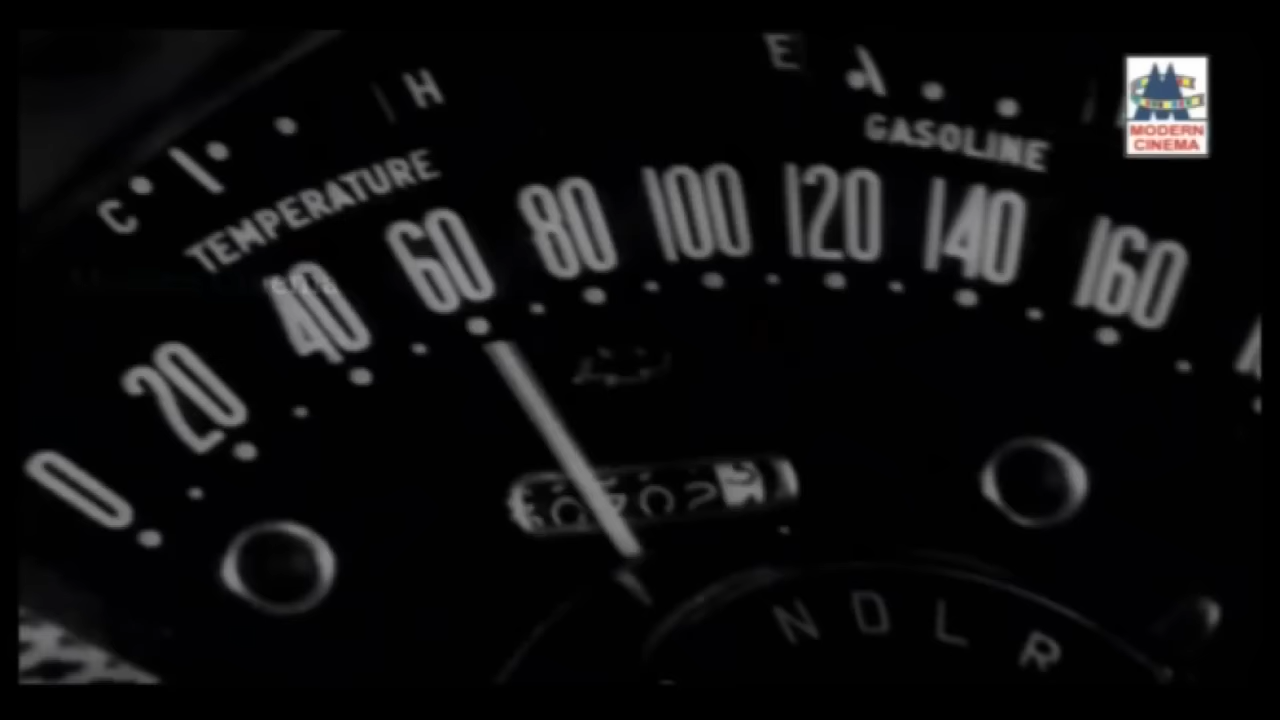 C H
TEMPERATURE
E
GASOLINE
MODERN
CINEMA
0 20 40 60 80 100 120 140 160
N D L R